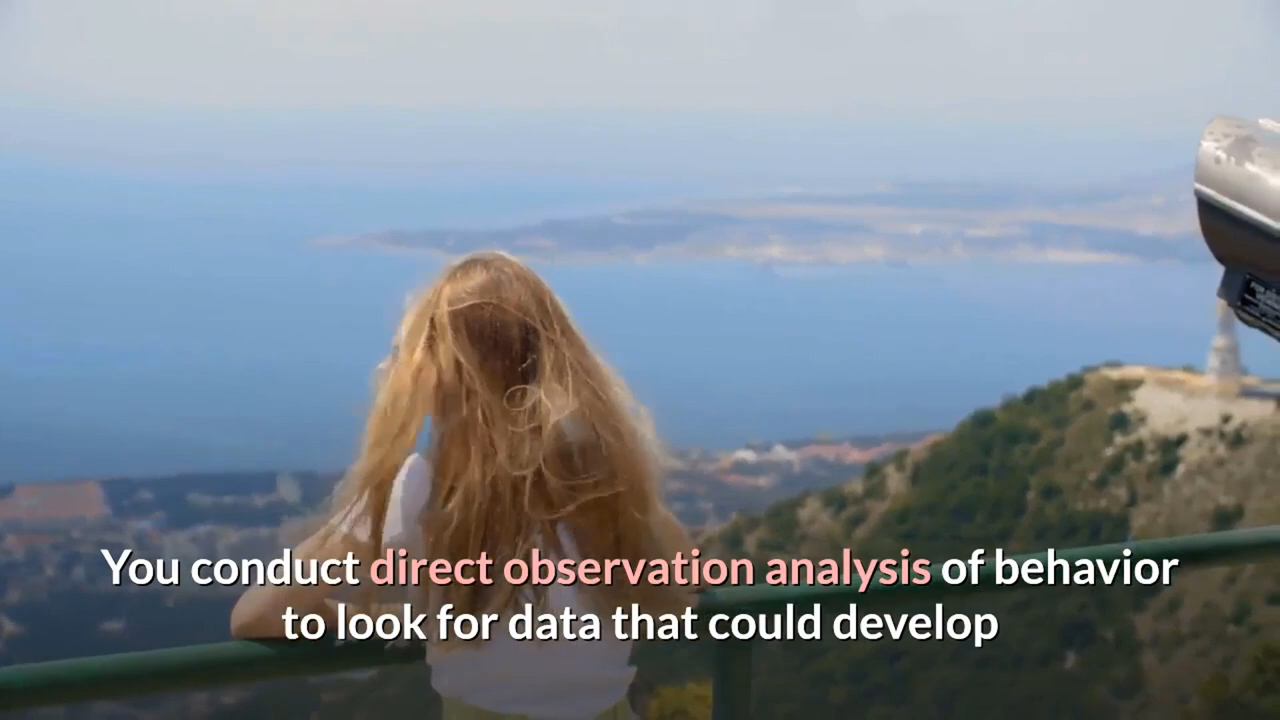 You conduct direct observation analysis of behavior
to look for data that could develop